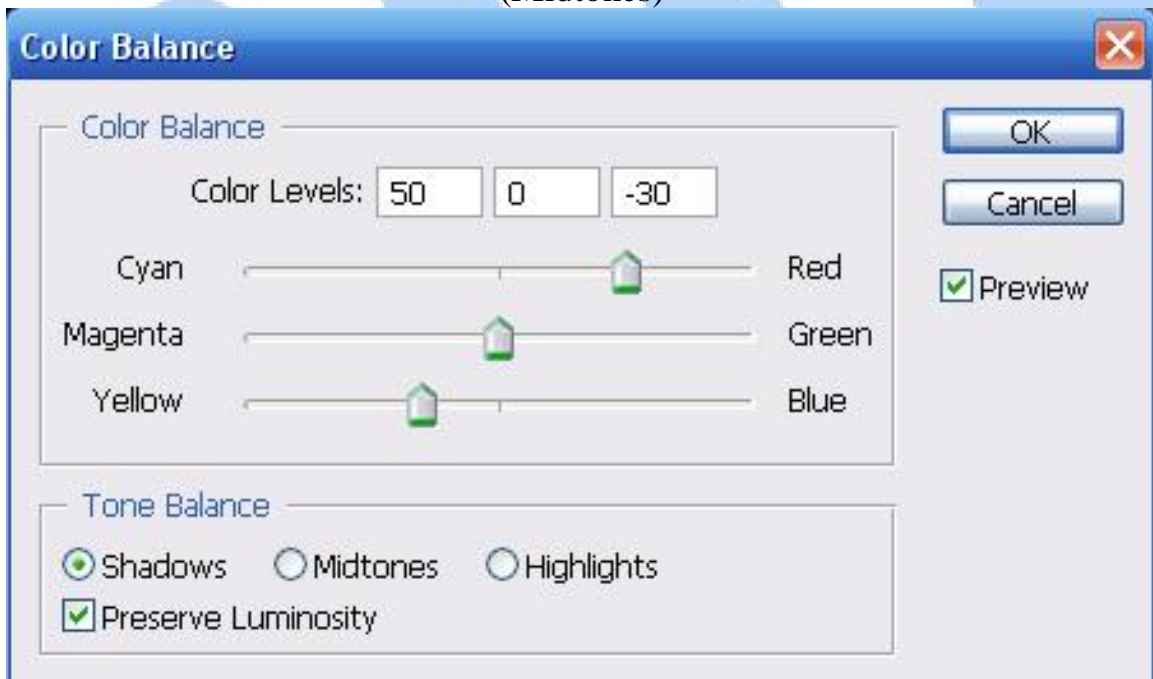 (Midtones)
Color Balance
Color Balance
OK
Color Levels: 50 0 -30
Cancel
Cyan Red
Preview
Magenta Green
Yellow Blue
Tone Balance
Shadows Midtones Highlights
Preserve Luminosity